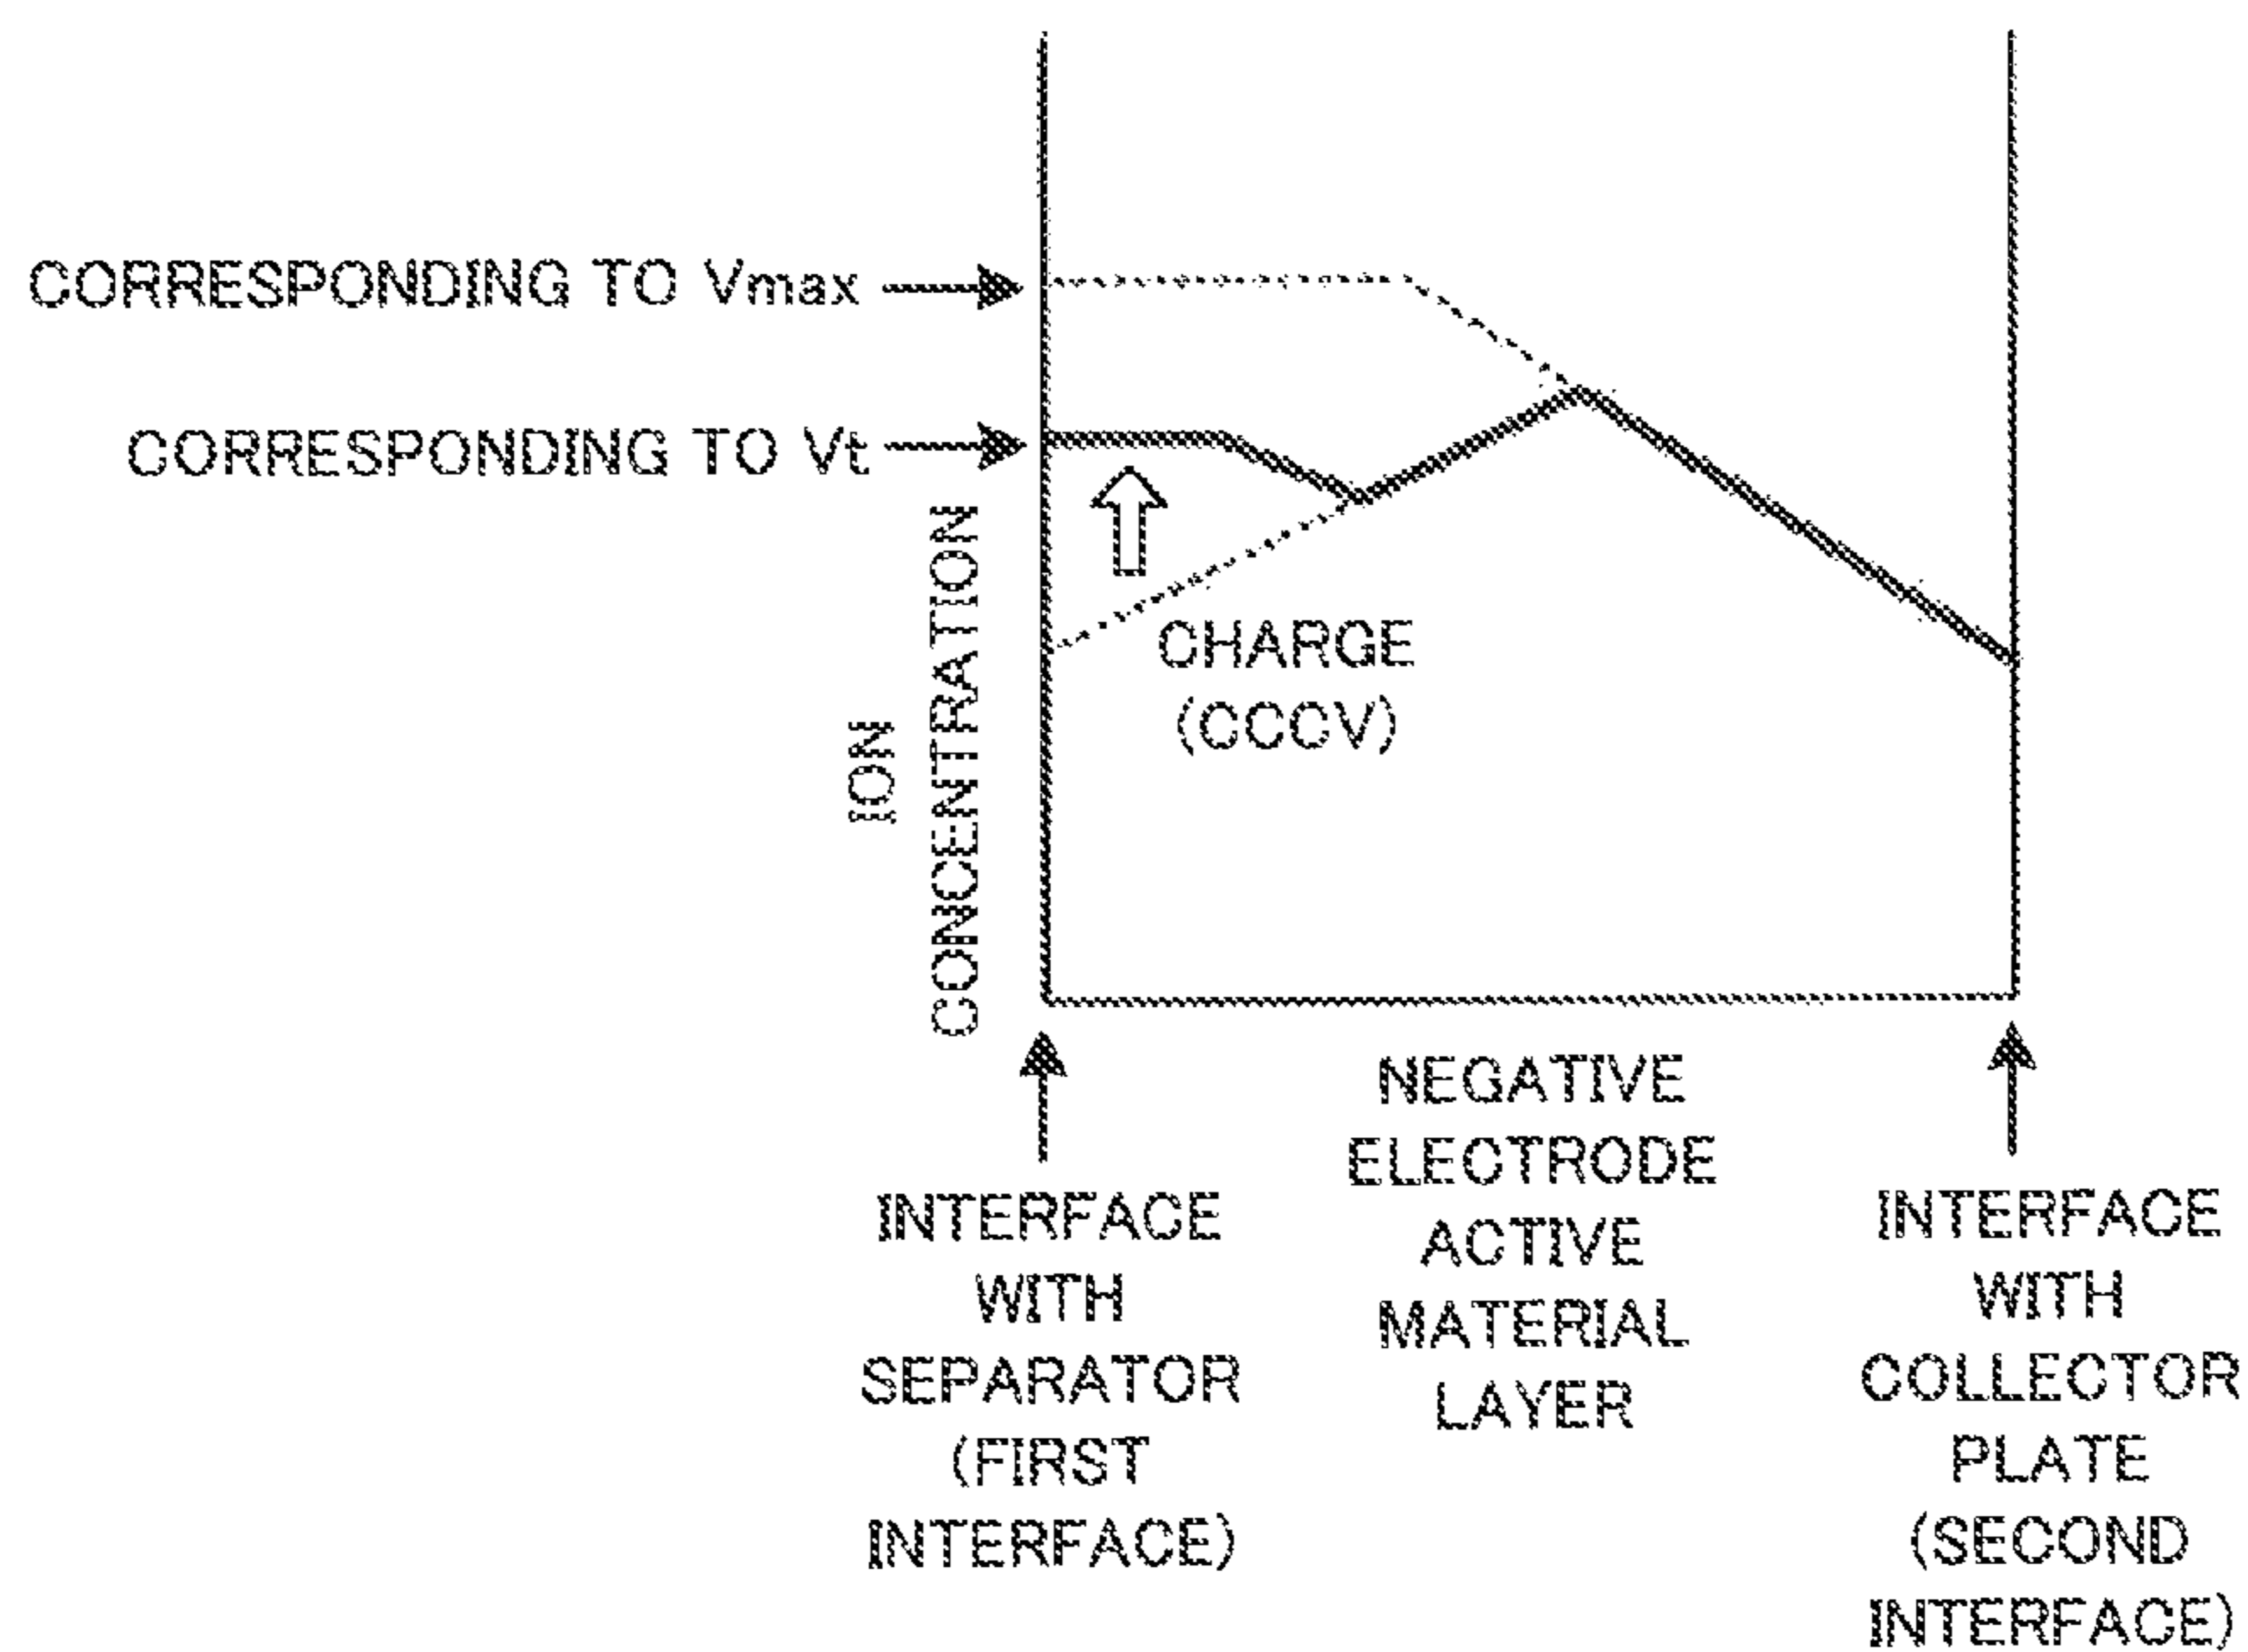 CORRESPONDING TO Vmax
CORRESPONDING TO Vt
ION
CONCENTRATION
CHARGE
(CCCV)
INTERFACE
WITH
SEPARATOR
(FIRST
INTERFACE)
NEGATIVE
ELECTRODE
ACTIVE
MATERIAL
LAYER
INTERFACE
WITH
COLLECTOR
PLATE
(SECOND
INTERFACE)